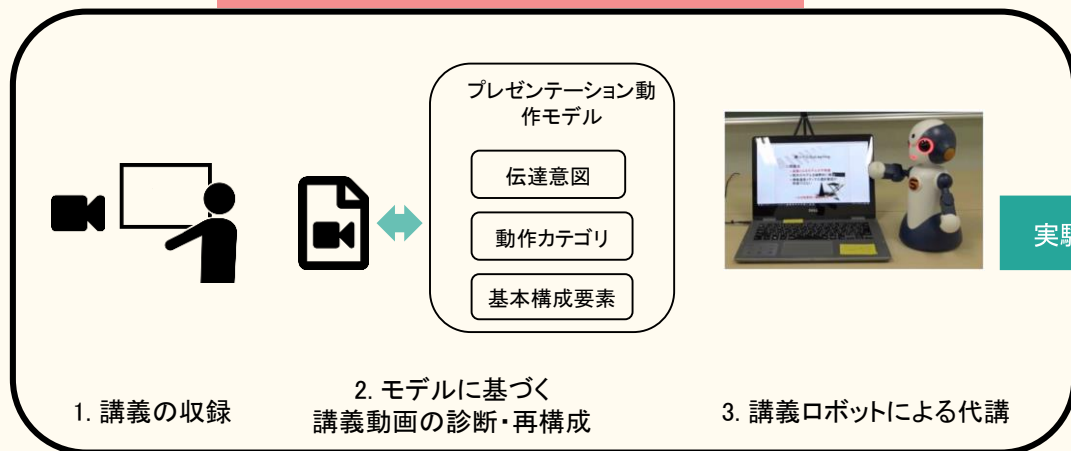 プレゼンテーション動
作モデル
伝達意図
動作カテゴリ
基本構成要素
実
1. 講義の収録
2. モデルに基づく
講義動画の診断・再構成
3. 講義ロボットによる代講